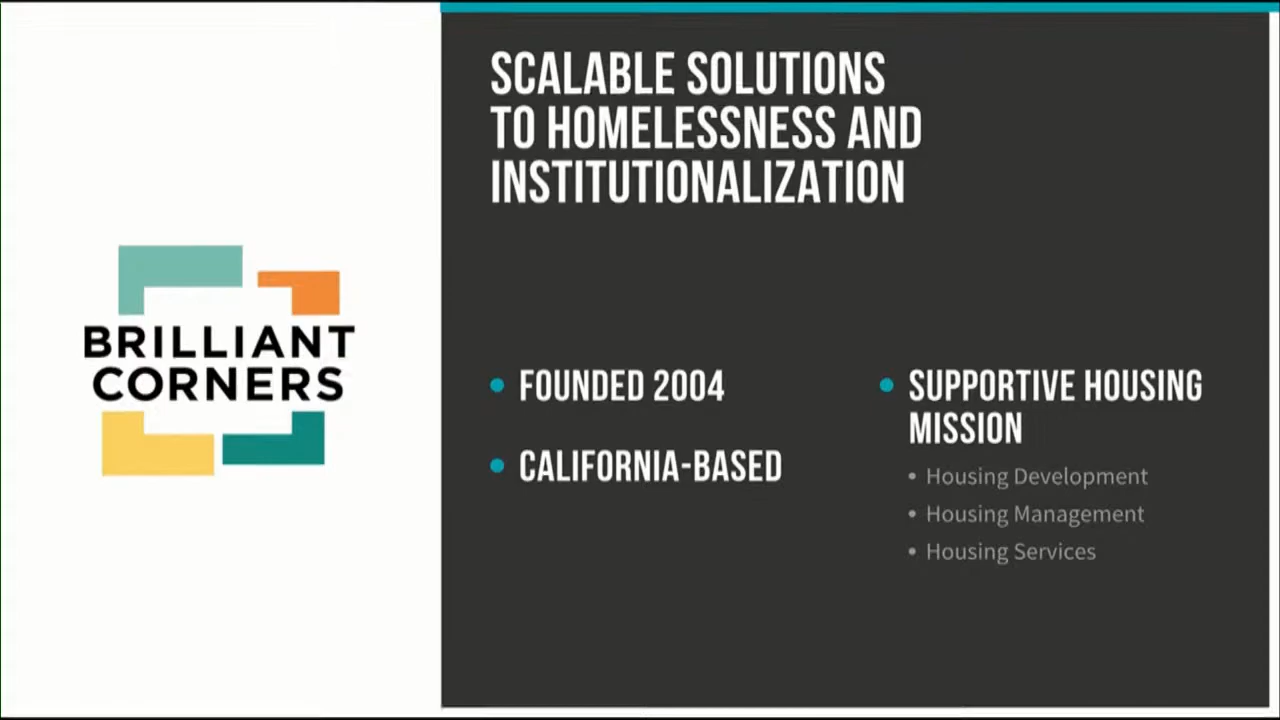 BRILLIANT
CORNERS
SCALABLE SOLUTIONS
TO HOMELESSNESS AND
INSTITUTIONALIZATION
• FOUNDED 2004
• CALIFORNIA-BASED
• SUPPORTIVE HOUSING
MISSION
• Housing Development
• Housing Management
• Housing Services